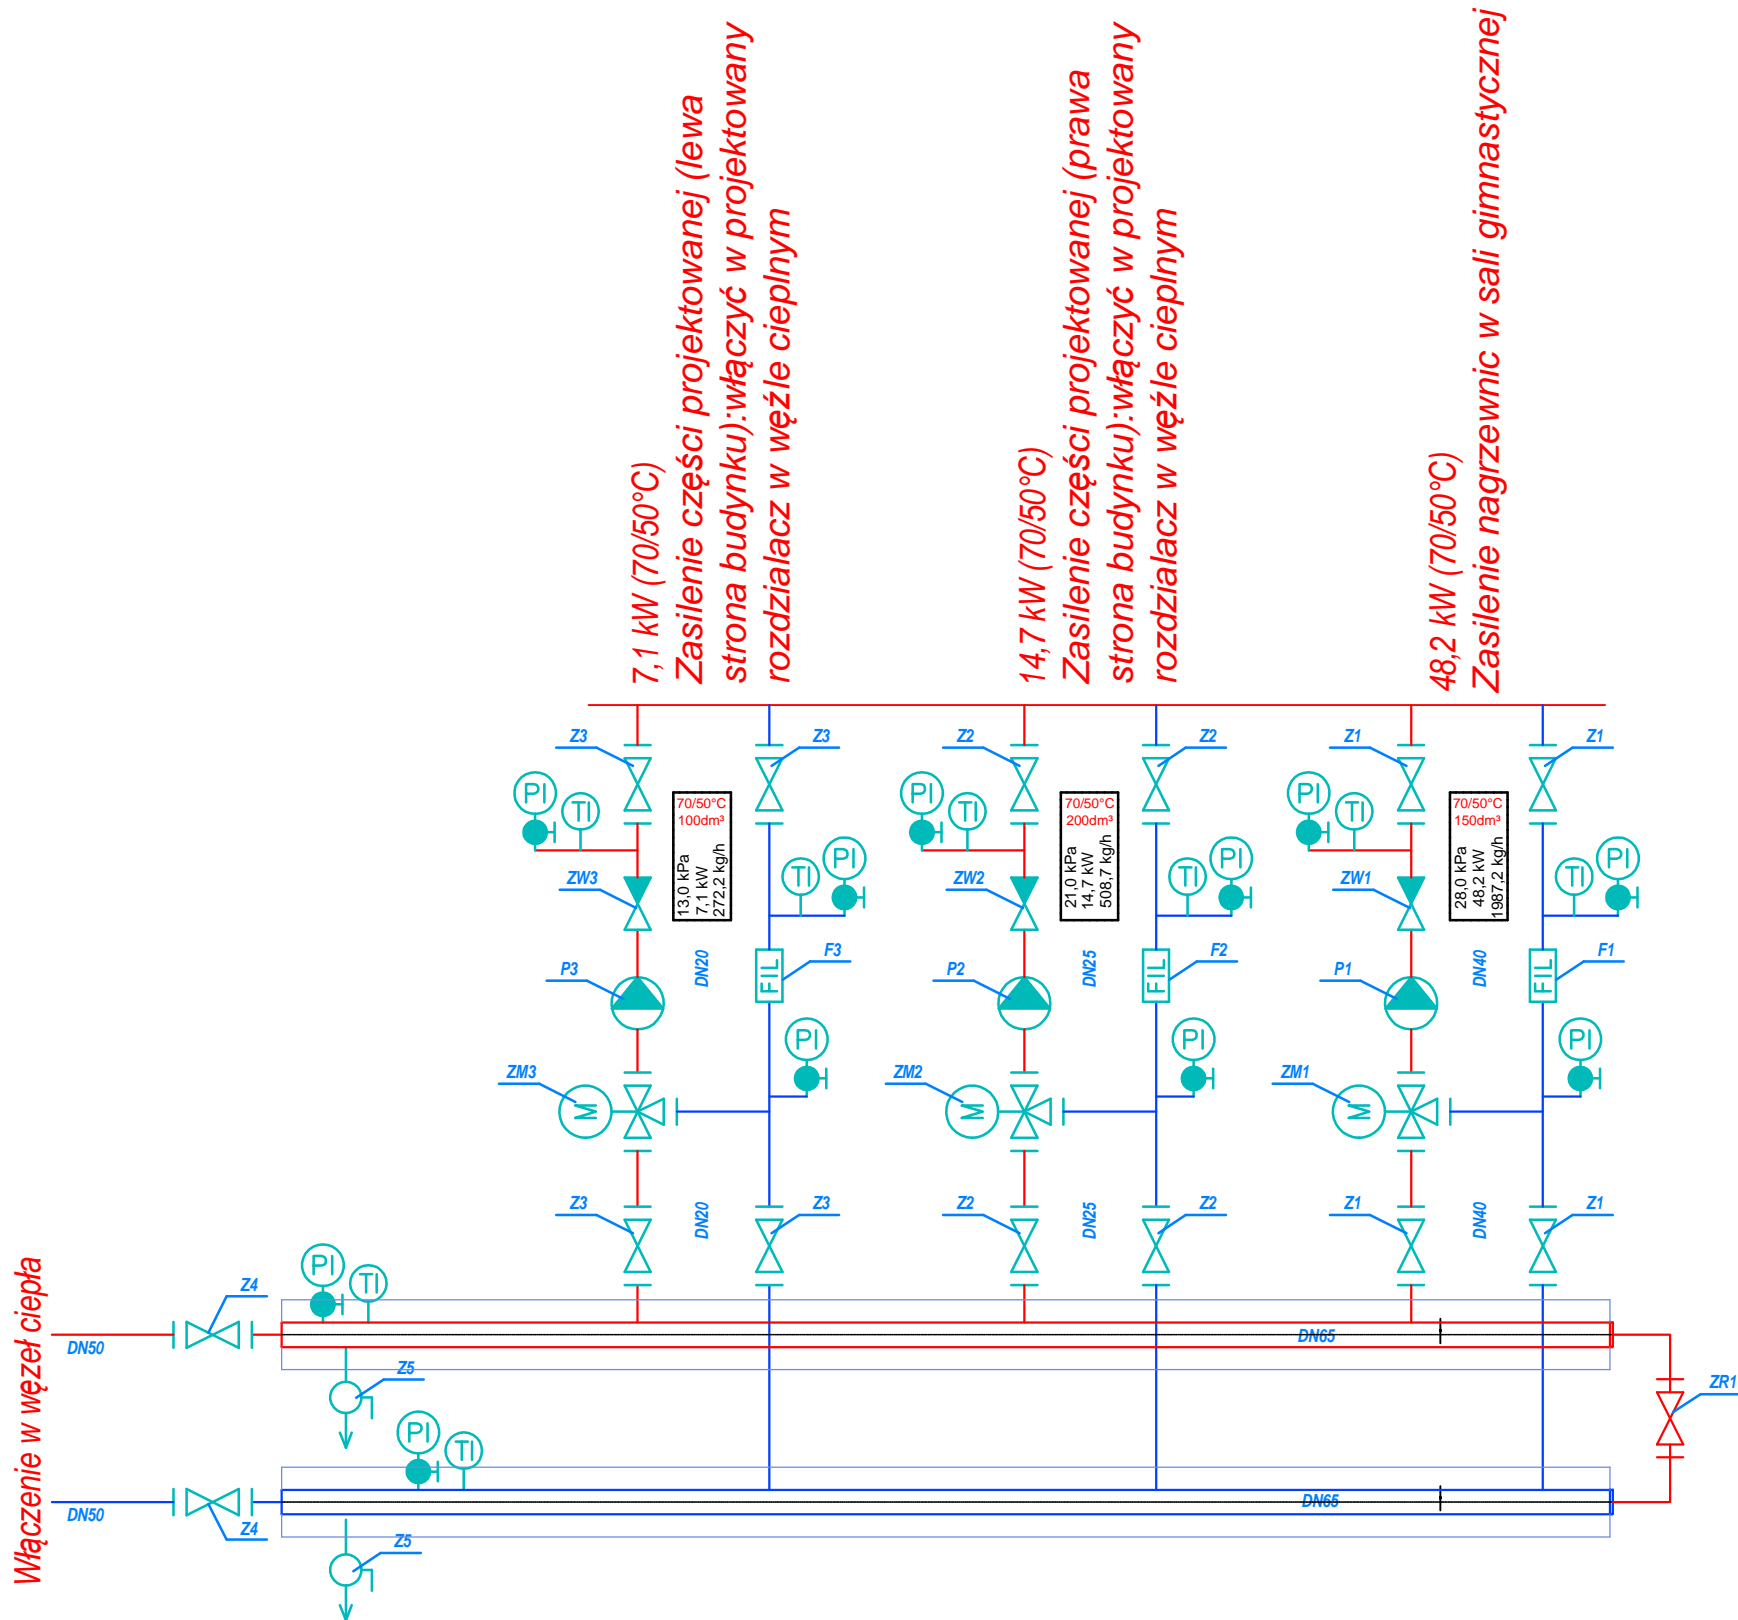 7,1 kW (70/50°C)
Zasilenie części projektowanej (lewa
strona budynku):włączyć w projektowany
rozdzialacz w węźle cieplnym
14,7 kW (70/50°C)
Zasilenie części projektowanej (prawa
strona budynku):włączyć w projektowany
rozdzialacz w węźle cieplnym
48,2 kW (70/50°C)
Zasilenie nagrzewnic w sali gimnastycznej
Z3
Z3
Z2
Z2
Z1
Z1
PI
TI
70/50°C
100dm³
13,0 kPa
7,1 kW
272,2 kg/h
TI
PI
PI
TI
70/50°C
200dm³
21,0 kPa
14,7 kW
508,7 kg/h
TI
PI
PI
TI
70/50°C
150dm³
28,0 kPa
48,2 kW
1987,2 kg/h
TI
PI
ZW3
ZW2
ZW1
P3
DN20
FIL
F3
P2
DN25
FIL
F2
P1
DN40
FIL
F1
PI
PI
PI
ZM3
M
ZM2
M
ZM1
M
Z3
DN20
Z3
Z2
DN25
Z2
Z1
DN40
Z1
Włączenie w węzeł ciepła
PI
TI
Z4
DN50
DN65
Z5
ZR1
PI
TI
DN50
Z4
DN65
Z5